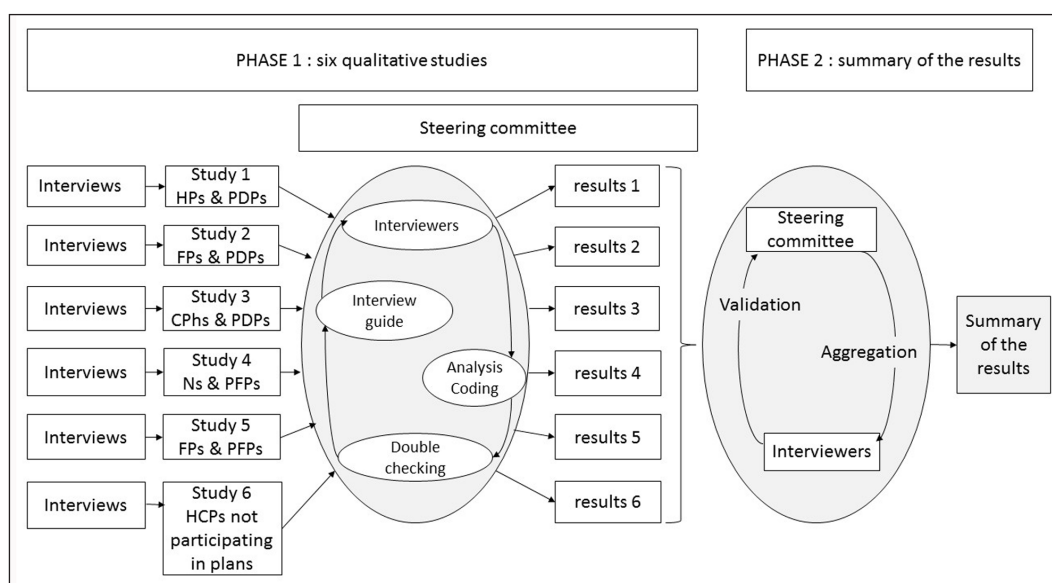 PHASE 1 : six qualitative studies
PHASE 2 : summary of the results
Steering committee
Interviews
Study 1
HPs & PDPs
Interviews
Study 2
FPs & PDPs
Interviews
Study 3
CPhs & PDPs
Interviews
Study 4
Ns & PFPs
Interviews
Study 5
FPs & PFPs
Interviews
Study 6
HCPs not
participating
in plans
Interviewers
Interview
guide
Analysis
Coding
Double
checking
results 1
results 2
results 3
results 4
results 5
results 6
Steering
committee
Validation
Aggregation
Interviewers
Summary
of the
results